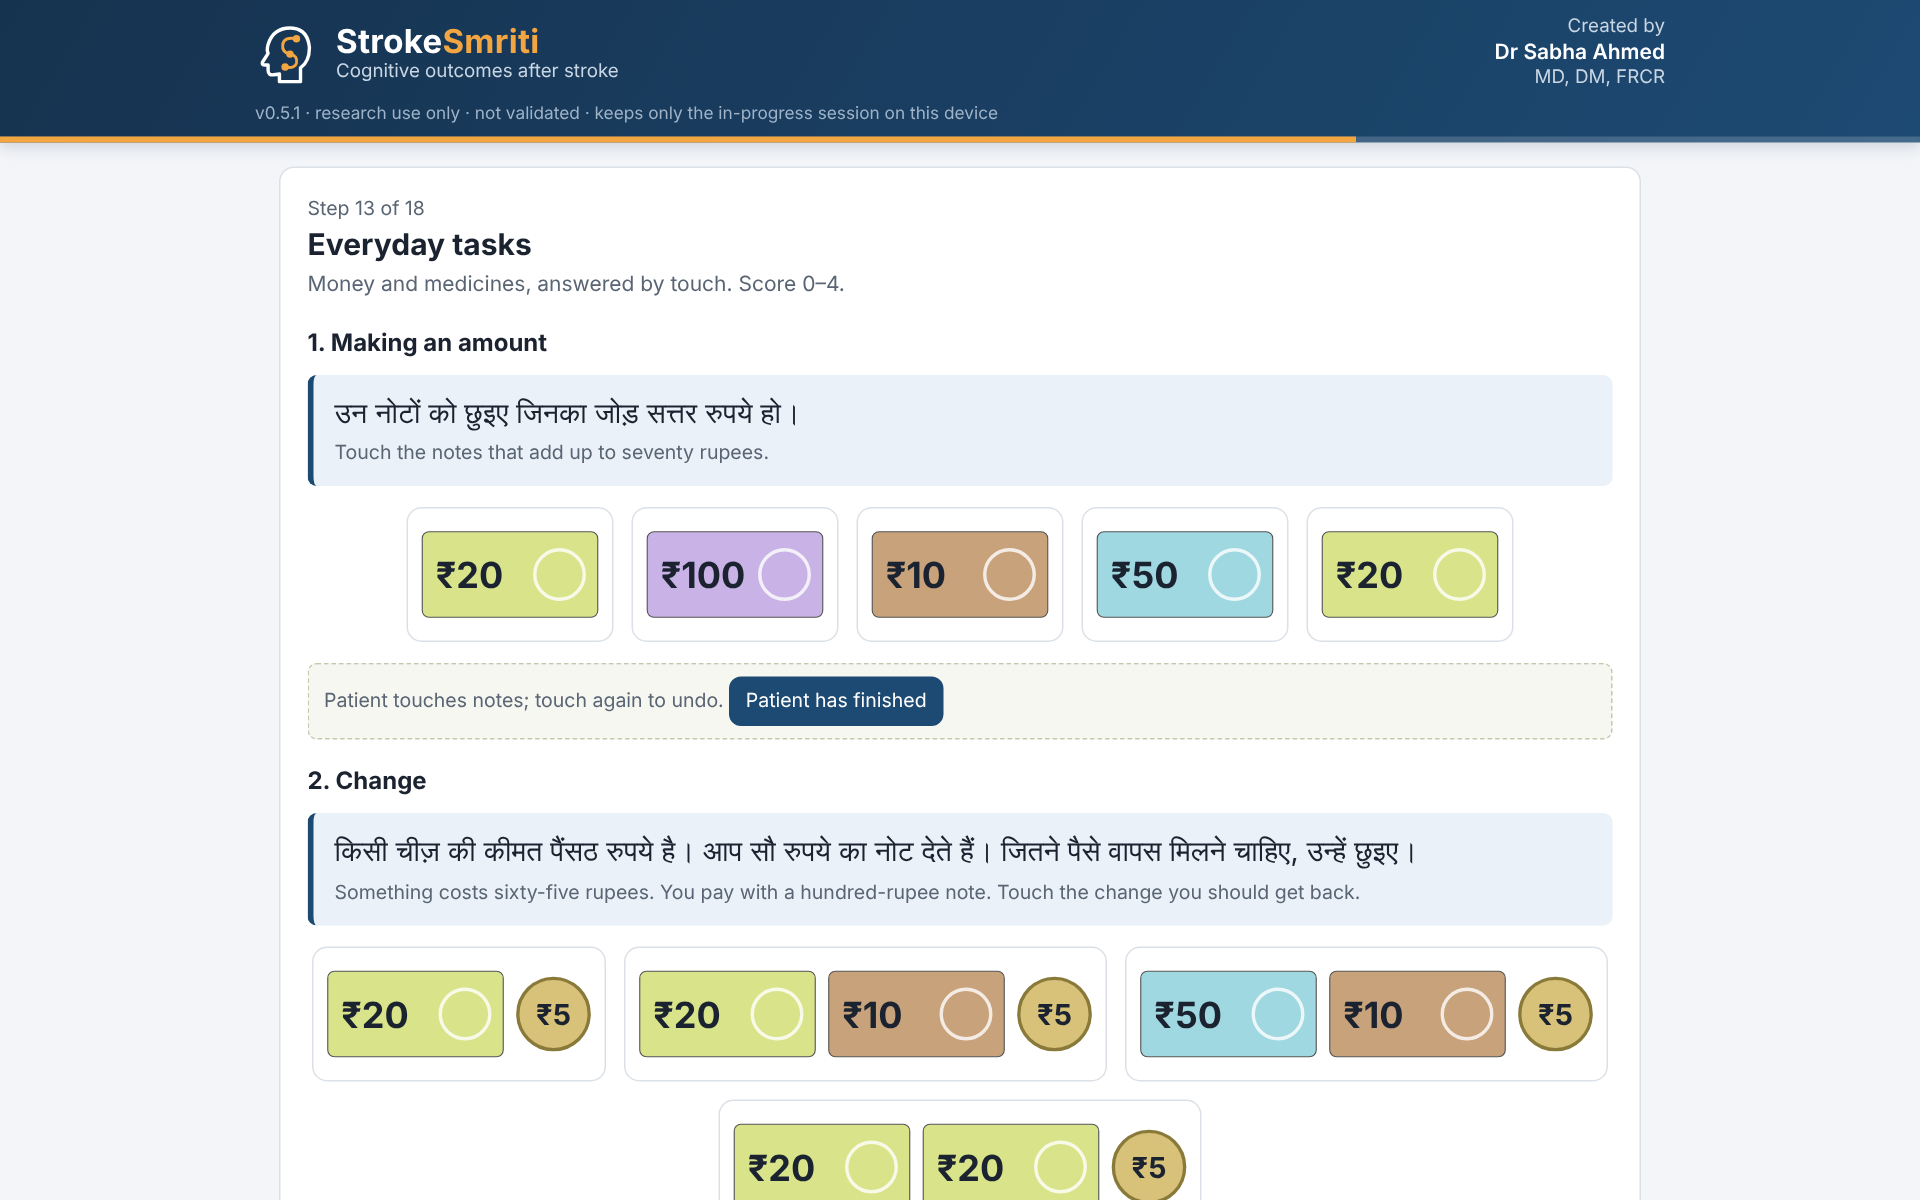 StrokeSmriti
Cognitive outcomes after stroke
v0.5.1 · research use only · not validated · keeps only the in-progress session on this device
Created by
Dr Sabha Ahmed
MD, DM, FRCR
Step 13 of 18
Everyday tasks
Money and medicines, answered by touch. Score 0–4.
1. Making an amount
उन नोटों को छुइए जिनका जोड़ सत्तर रुपये हो।
Touch the notes that add up to seventy rupees.
₹20 ₹100 ₹10 ₹50 ₹20
Patient touches notes; touch again to undo. Patient has finished
2. Change
किसी चीज़ की कीमत पैंसठ रुपये है। आप सौ रुपये का नोट देते हैं। जितने पैसे वापस मिलने चाहिए, उन्हें छुइए।
Something costs sixty-five rupees. You pay with a hundred-rupee note. Touch the change you should get back.
₹20 ₹5 ₹20 ₹10 ₹5 ₹50 ₹10 ₹5
₹20 ₹20 ₹5